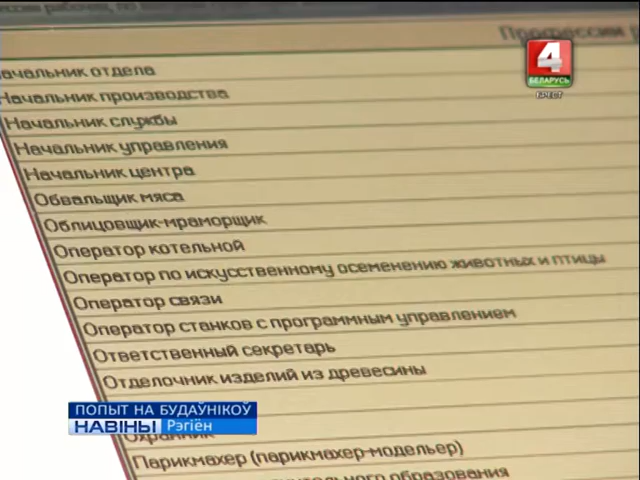 Профессии
4
БЕЛАРУСЬ
БРЕСТ
Начальник отдела
Начальник производства
Начальник службы
Начальник управления
Начальник центра
Обвальщик мяса
Облицовщик-мраморщик
Оператор котельной
Оператор по искусственному осеменению животных и птицы
Оператор связи
Оператор станков с программным управлением
Ответственный секретарь
Отделочник изделий из древесины
ПОПЫТ НА БУДАЎНІКОЎ
НАВІНЫ Рэгіён
Охранник
Парикмахер (парикмахер-модельер)
образования